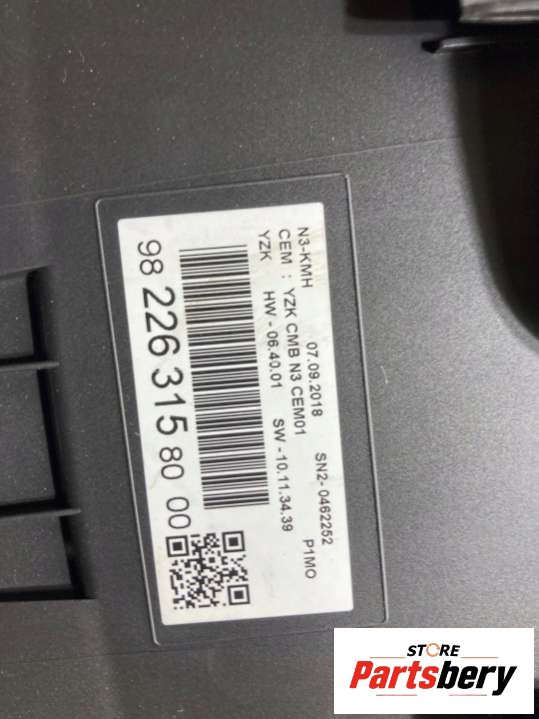 N3-KMH 07.09.2018 SN2- 0462252
CEM : YZK CMB N3 CEM01 P1MO
YZK HW - 06.40.01 SW -10.11.34.39
98 226 315 80 00
STORE
Partsbery